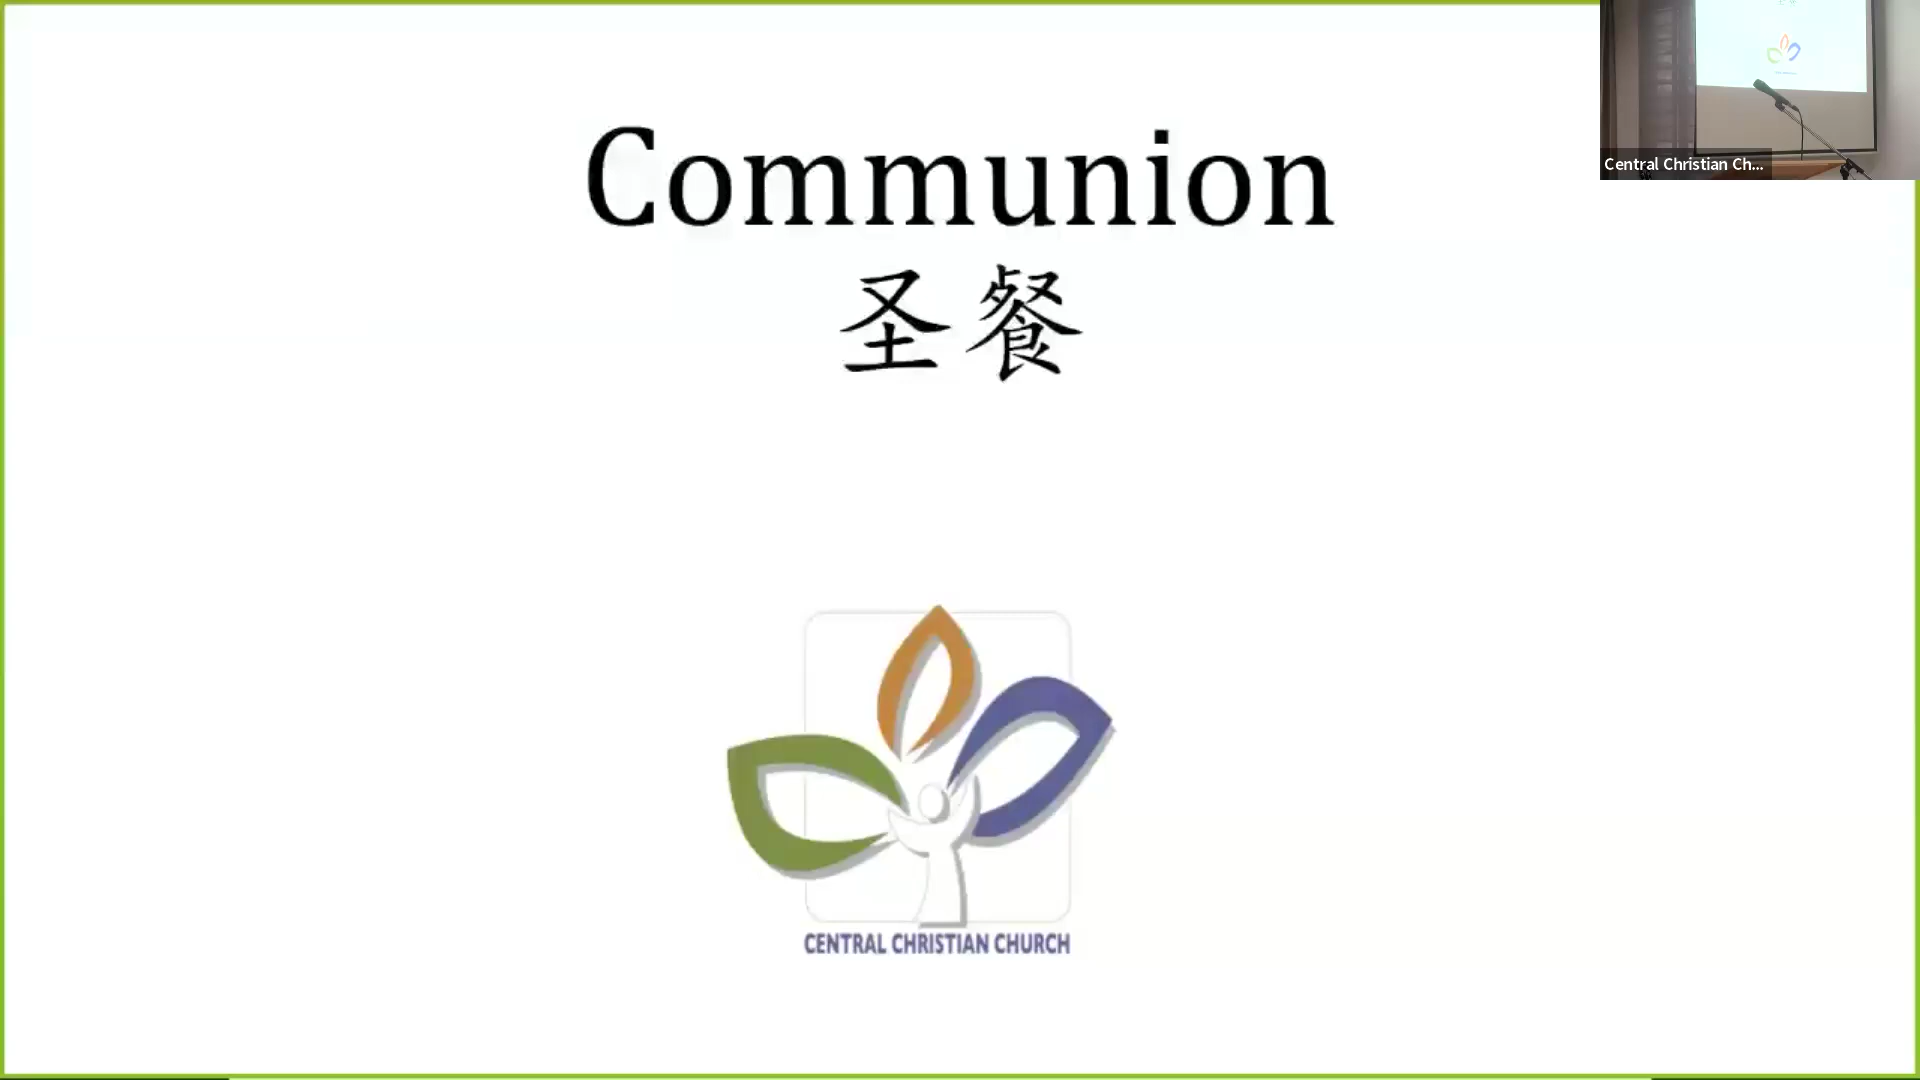 Communion
圣餐
CENTRAL CHRISTIAN CHURCH
Central Christian Ch...